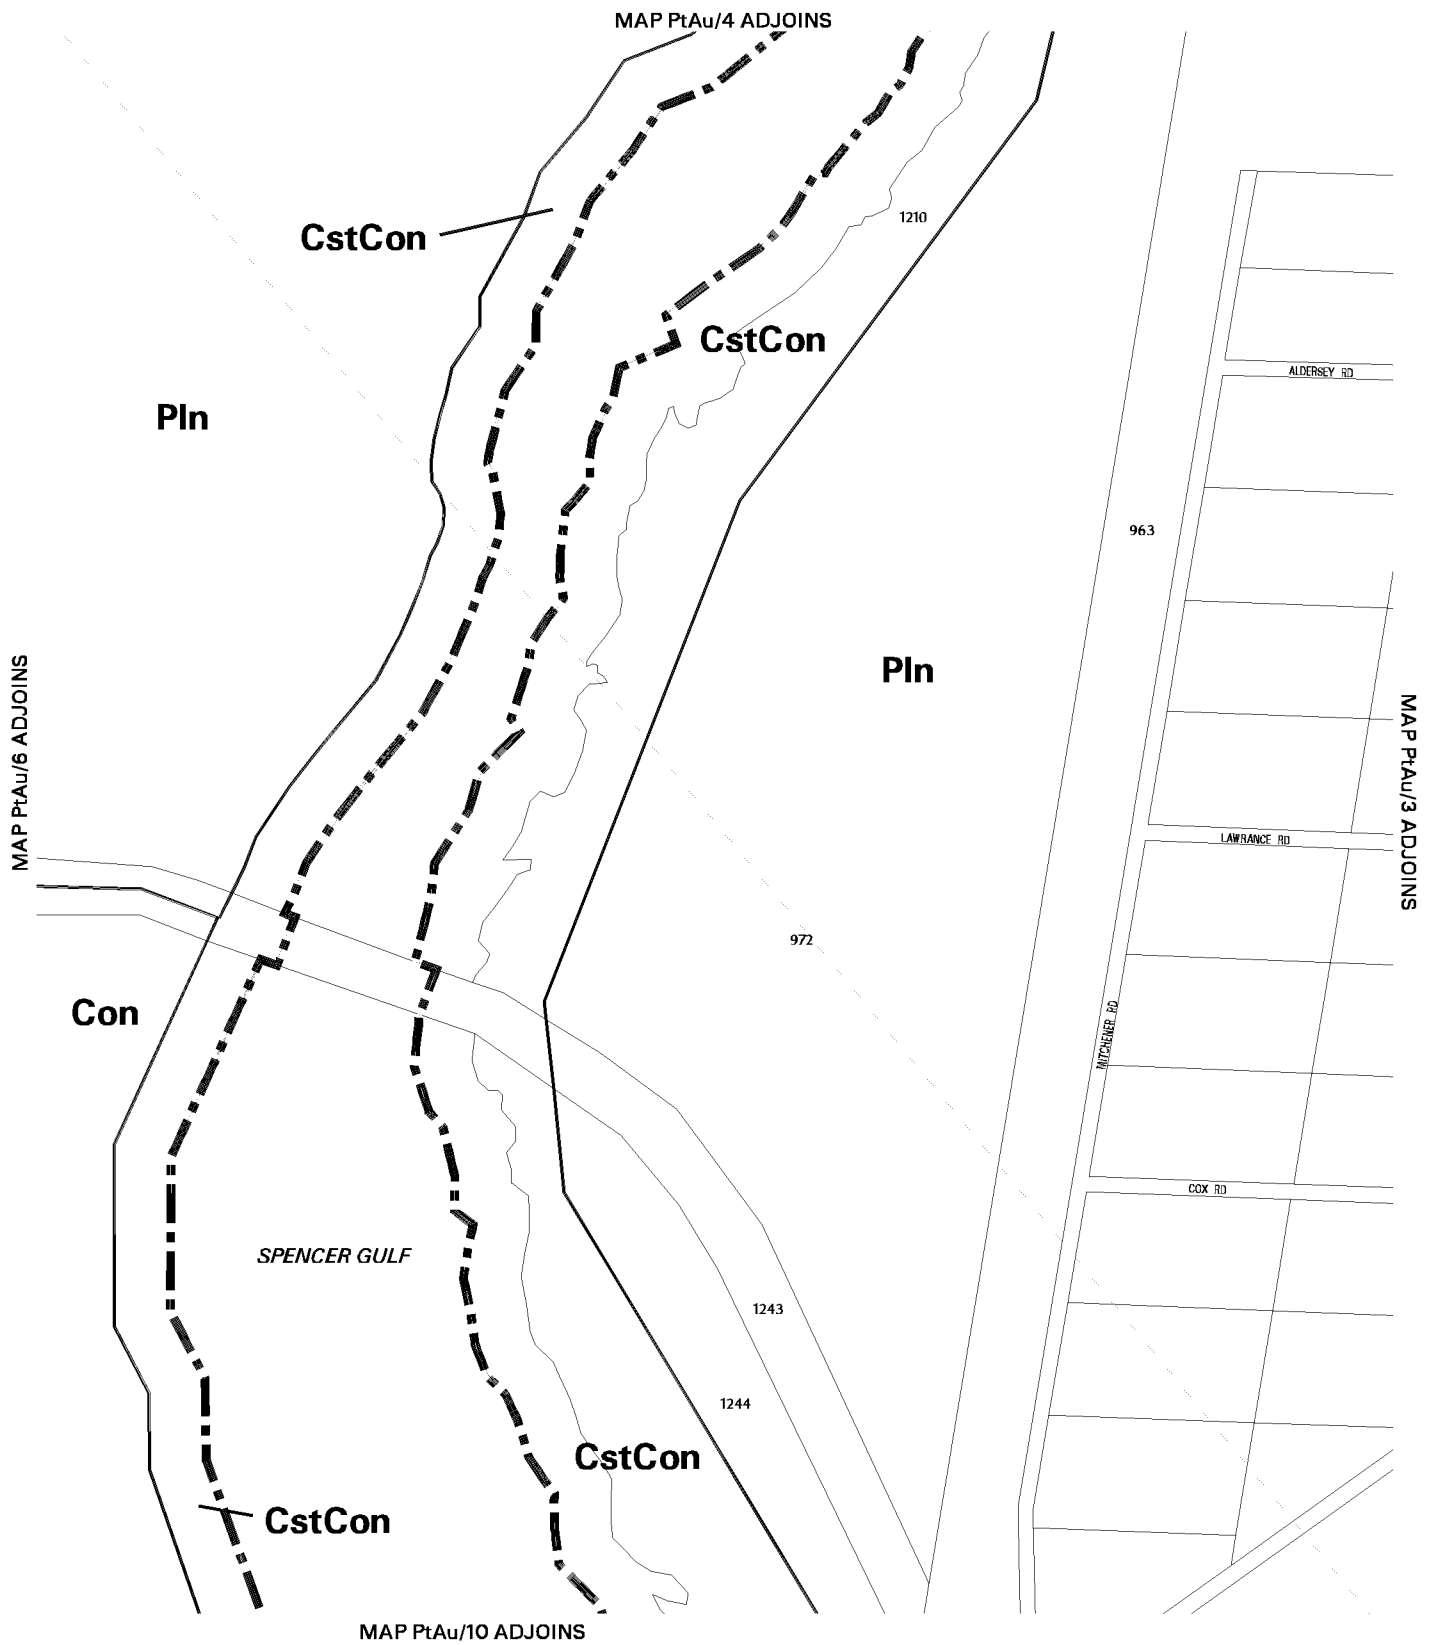 MAP PtAu/4 ADJOINS
1210
CstCon
CstCon
ALDERSEY RD
Pln
963
Pln
MAP PtAu/6 ADJOINS
MAP PtAu/3 ADJOINS
LAWRANCE RD
972
Con
MITCHENER RD
COX RD
SPENCER GULF
1243
1244
CstCon
CstCon
MAP PtAu/10 ADJOINS